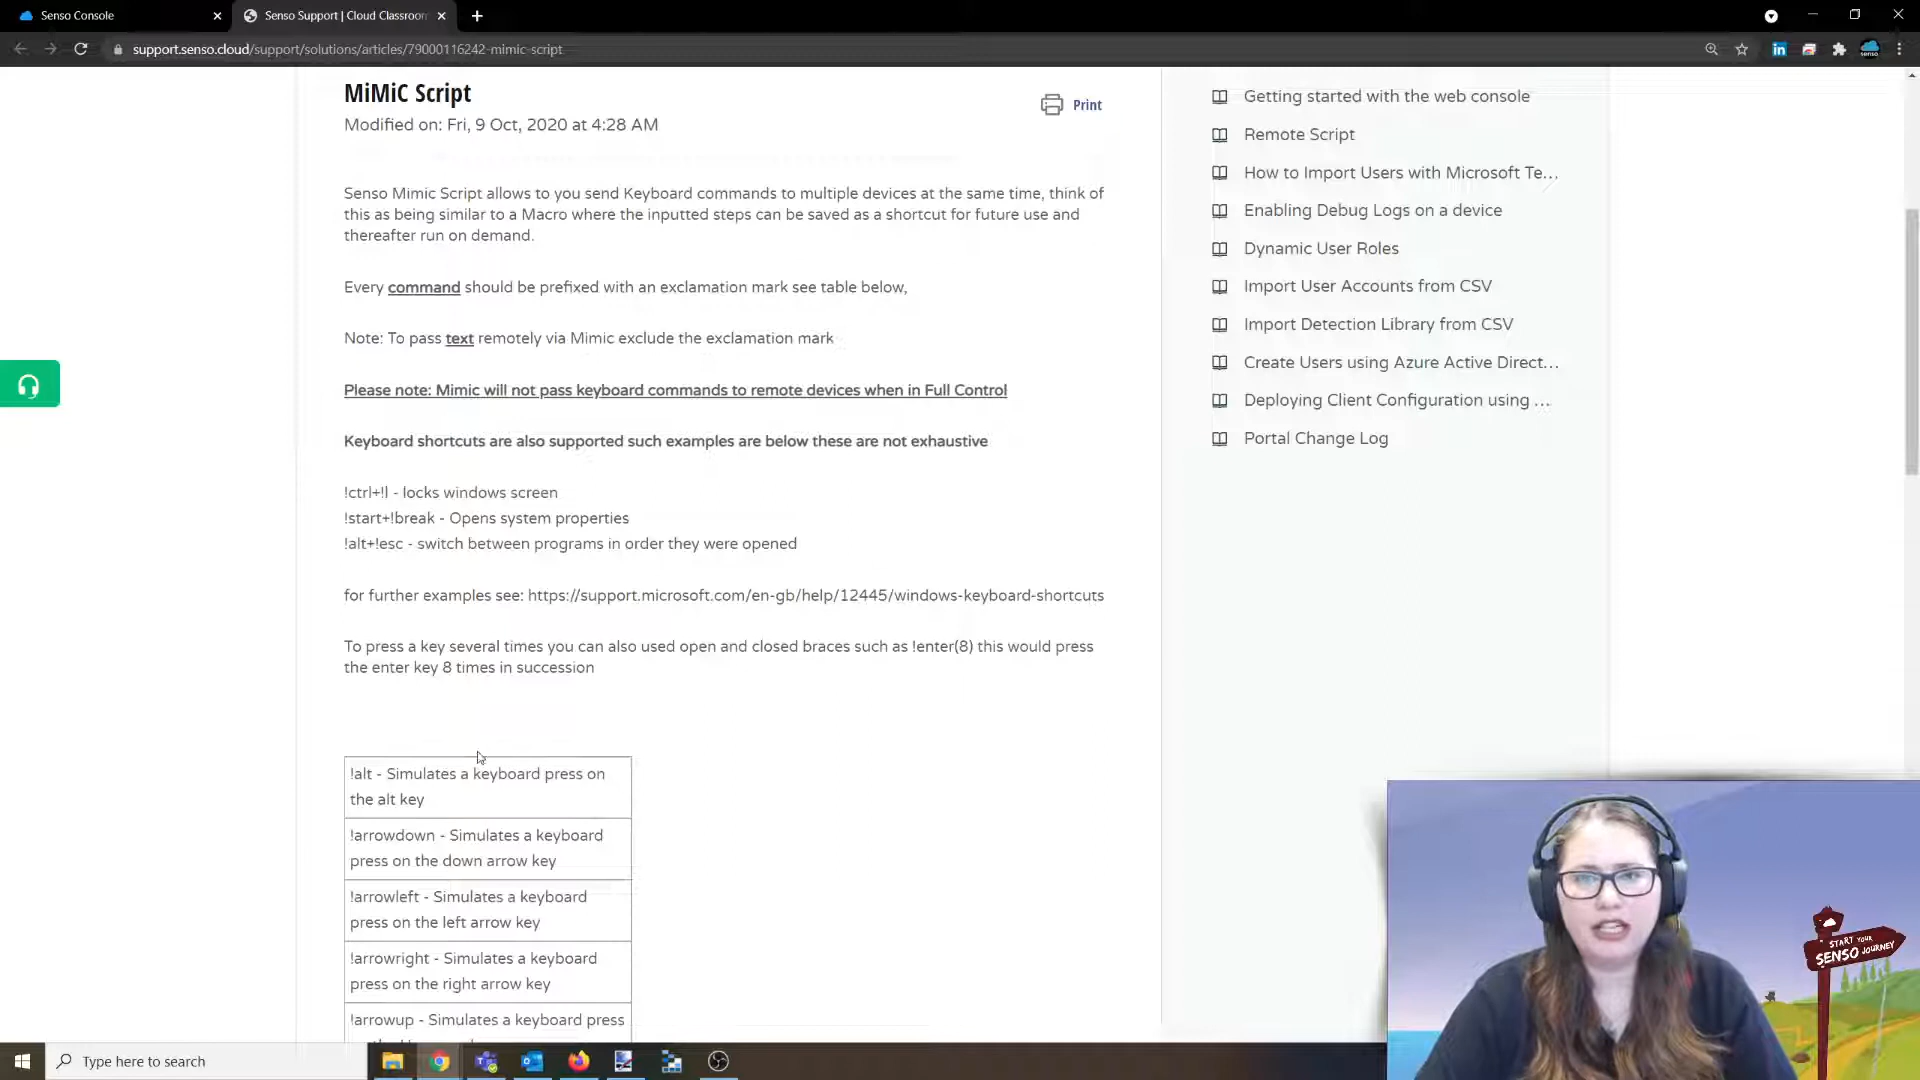 Senso Console
Senso Support | Cloud Classroom
support.senso.cloud/support/solutions/articles/79000116242-mimic-script
MiMiC Script
Print
Modified on: Fri, 9 Oct, 2020 at 4:28 AM
Senso Mimic Script allows to you send Keyboard commands to multiple devices at the same time, think of
this as being similar to a Macro where the inputted steps can be saved as a shortcut for future use and
thereafter run on demand.
Every command should be prefixed with an exclamation mark see table below,
Note: To pass text remotely via Mimic exclude the exclamation mark
Please note: Mimic will not pass keyboard commands to remote devices when in Full Control
Keyboard shortcuts are also supported such examples are below these are not exhaustive
!ctrl+!l - locks windows screen
!start+!break - Opens system properties
!alt+!esc - switch between programs in order they were opened
for further examples see: https://support.microsoft.com/en-gb/help/12445/windows-keyboard-shortcuts
To press a key several times you can also used open and closed braces such as !enter(8) this would press
the enter key 8 times in succession
!alt - Simulates a keyboard press on
the alt key
!arrowdown - Simulates a keyboard
press on the down arrow key
!arrowleft - Simulates a keyboard
press on the left arrow key
!arrowright - Simulates a keyboard
press on the right arrow key
!arrowup - Simulates a keyboard press
Getting started with the web console
Remote Script
How to Import Users with Microsoft Te...
Enabling Debug Logs on a device
Dynamic User Roles
Import User Accounts from CSV
Import Detection Library from CSV
Create Users using Azure Active Direct...
Deploying Client Configuration using ...
Portal Change Log
START YOUR
SENSO JOURNEY
Type here to search